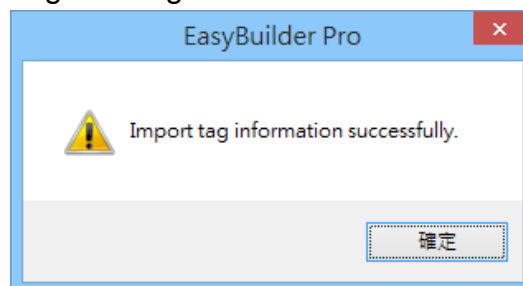 EasyBuilder Pro
Import tag information successfully.
確定